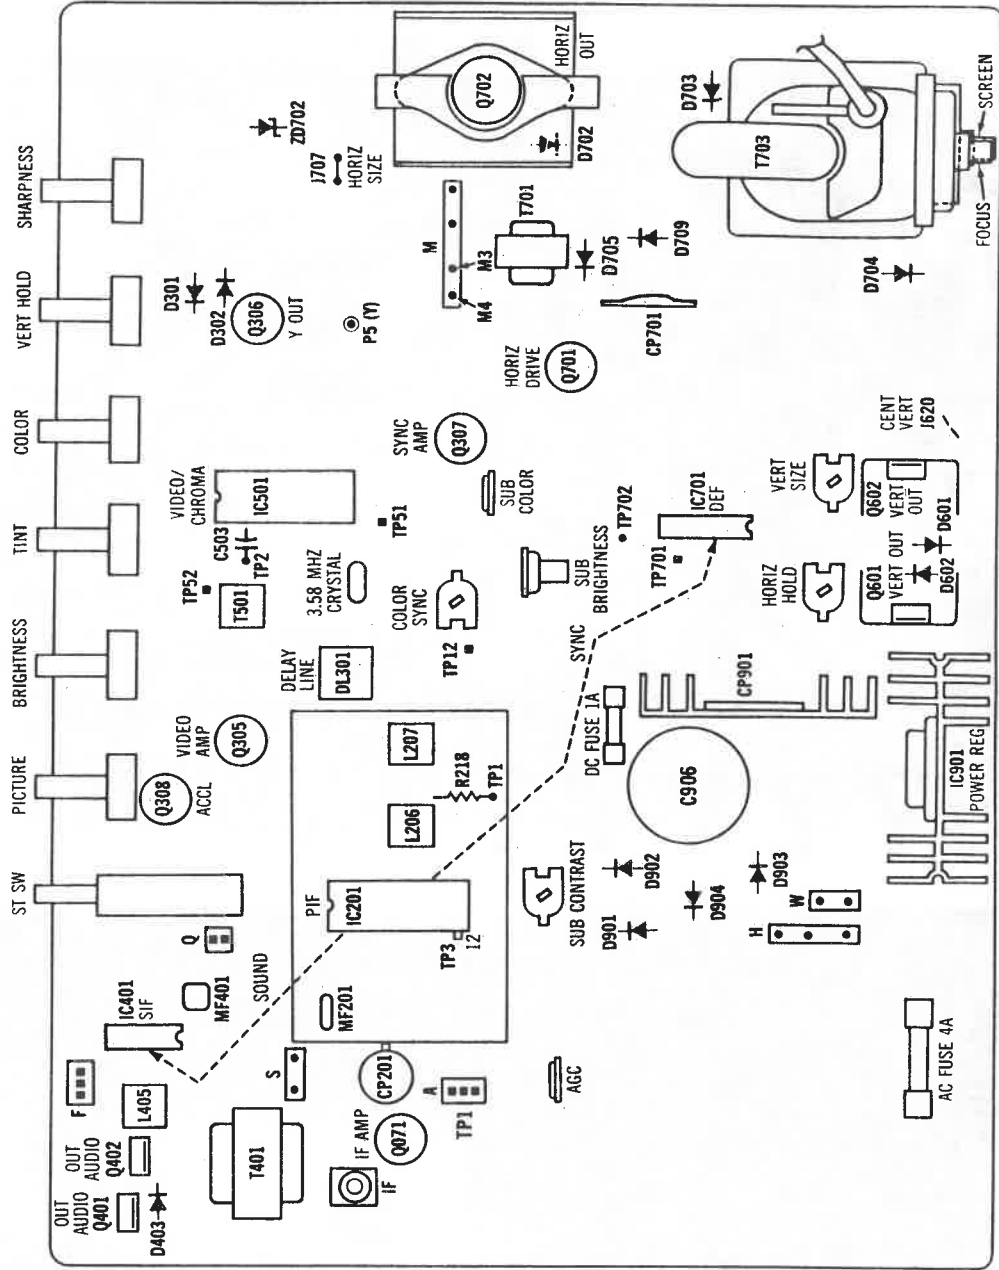 SHARPNESS
VERT HOLD
COLOR
TINT
BRIGHTNESS
PICTURE
ST SW
F
L405
OUT
AUDIO
Q402
OUT
AUDIO
Q401
D403
IC401
SIF
Q
MF401
SOUND
S
T401
IF AMP
Q071
IF
CP201
A
TP1
MF201
PIF
IC201
TP3
12
L206
L207
R218
TP1
Q308
ACCL
VIDEO
AMP
Q305
DELAY
LINE
DL301
TP52
T501
C503
TP2
VIDEO/
CHROMA
IC501
3.58 MHZ
CRYSTAL
COLOR
SYNC
TP12
TP51
SYNC
AMP
Q307
SUB
COLOR
D301
D302
Q306
Y OUT
P5 (Y)
ZD702
J707
HORIZ
SIZE
Q702
HORIZ
OUT
D702
M
M3
M4
T701
D705
D709
CP701
HORIZ
DRIVE
Q701
D703
T703
D704
FOCUS
SCREEN
SUB
BRIGHTNESS
TP702
TP701
IC701
DEF
SYNC
VERT
SIZE
HORIZ
HOLD
CENT
VERT
J620
Q602
VERT
OUT
D601
Q601
VERT OUT
D602
DC FUSE 1A
CP901
C906
IC901
POWER REG
SUB CONTRAST
D902
D901
D904
D903
W
H
AGC
AC FUSE 4A